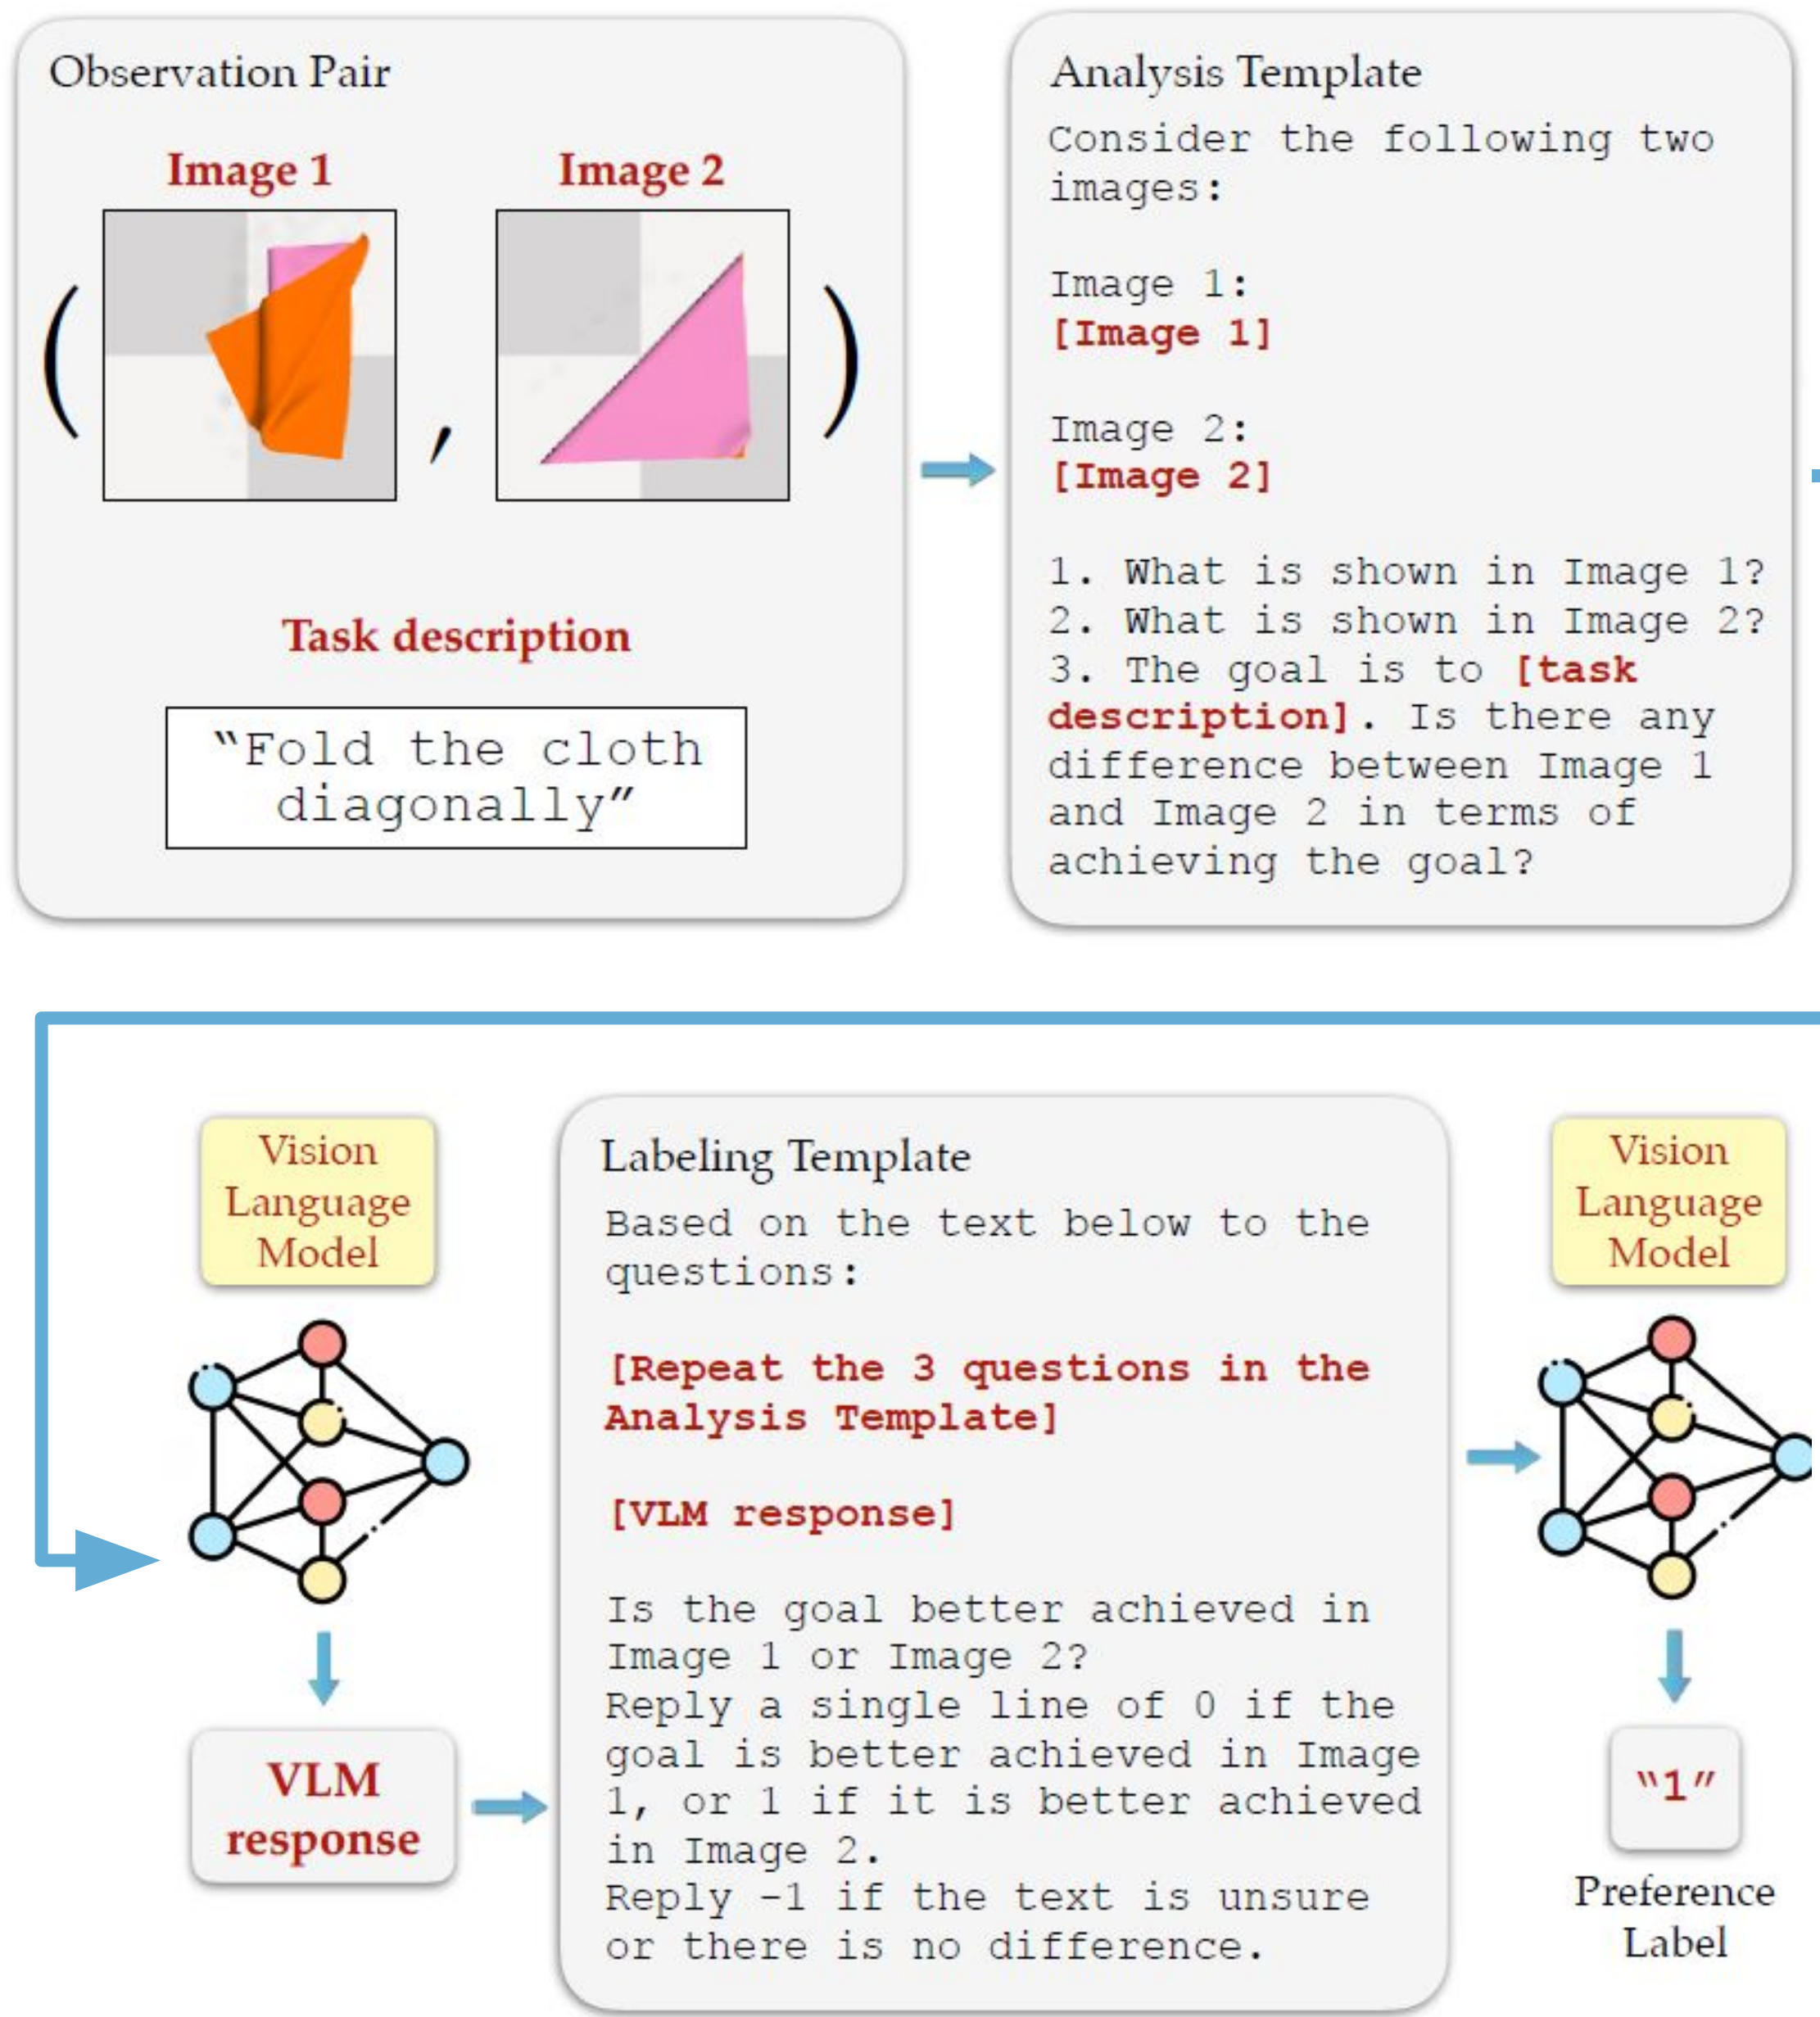 Observation Pair
Image 1
Image 2
( , )
Task description
“Fold the cloth
diagonally”
Analysis Template
Consider the following two
images:
Image 1:
[Image 1]
Image 2:
[Image 2]
1. What is shown in Image 1?
2. What is shown in Image 2?
3. The goal is to [task
description]. Is there any
difference between Image 1
and Image 2 in terms of
achieving the goal?
Vision
Language
Model
VLM
response
Labeling Template
Based on the text below to the
questions:
[Repeat the 3 questions in the
Analysis Template]
[VLM response]
Is the goal better achieved in
Image 1 or Image 2?
Reply a single line of 0 if the
goal is better achieved in Image
1, or 1 if it is better achieved
in Image 2.
Reply -1 if the text is unsure
or there is no difference.
Vision
Language
Model
“1”
Preference
Label